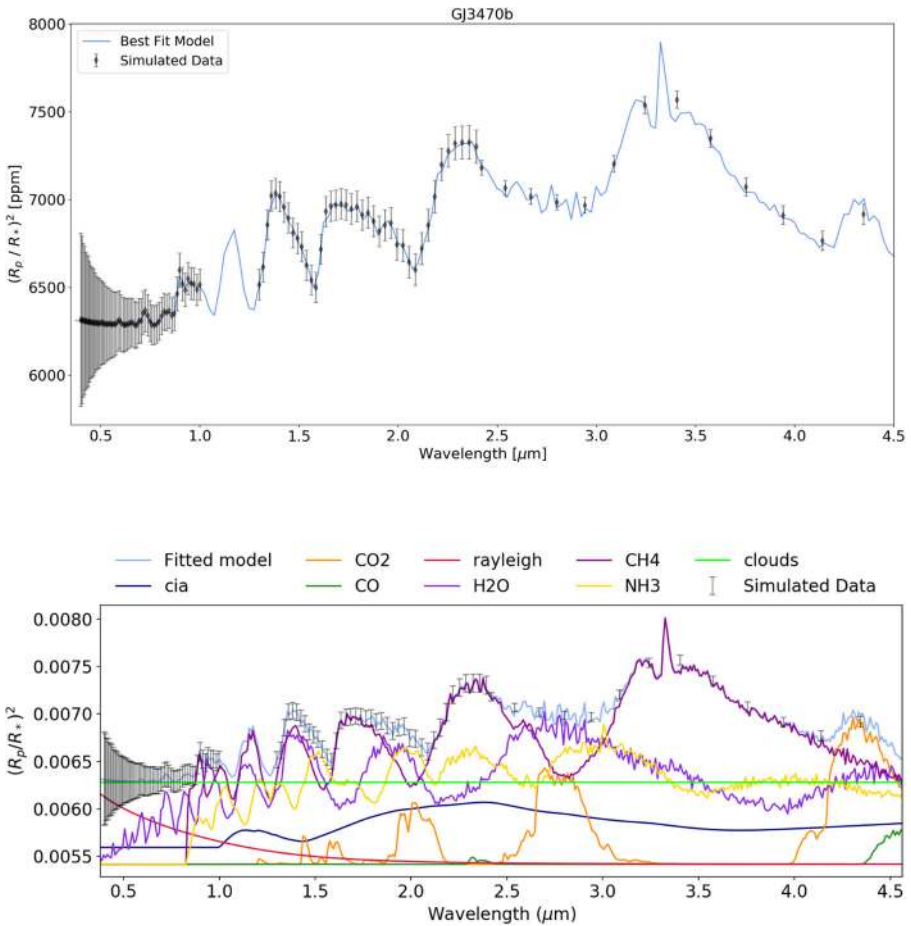 GJ3470b
8000
7500
7000
6500
6000
(Rp / R*)² [ppm]
Best Fit Model
Simulated Data
0.5 1.0 1.5 2.0 2.5 3.0 3.5 4.0 4.5
Wavelength [μm]
Fitted model CO2 rayleigh CH4 clouds
cia CO H2O NH3 Simulated Data
0.0080
0.0075
0.0070
0.0065
0.0060
0.0055
(Rp/R*)²
0.5 1.0 1.5 2.0 2.5 3.0 3.5 4.0 4.5
Wavelength (μm)